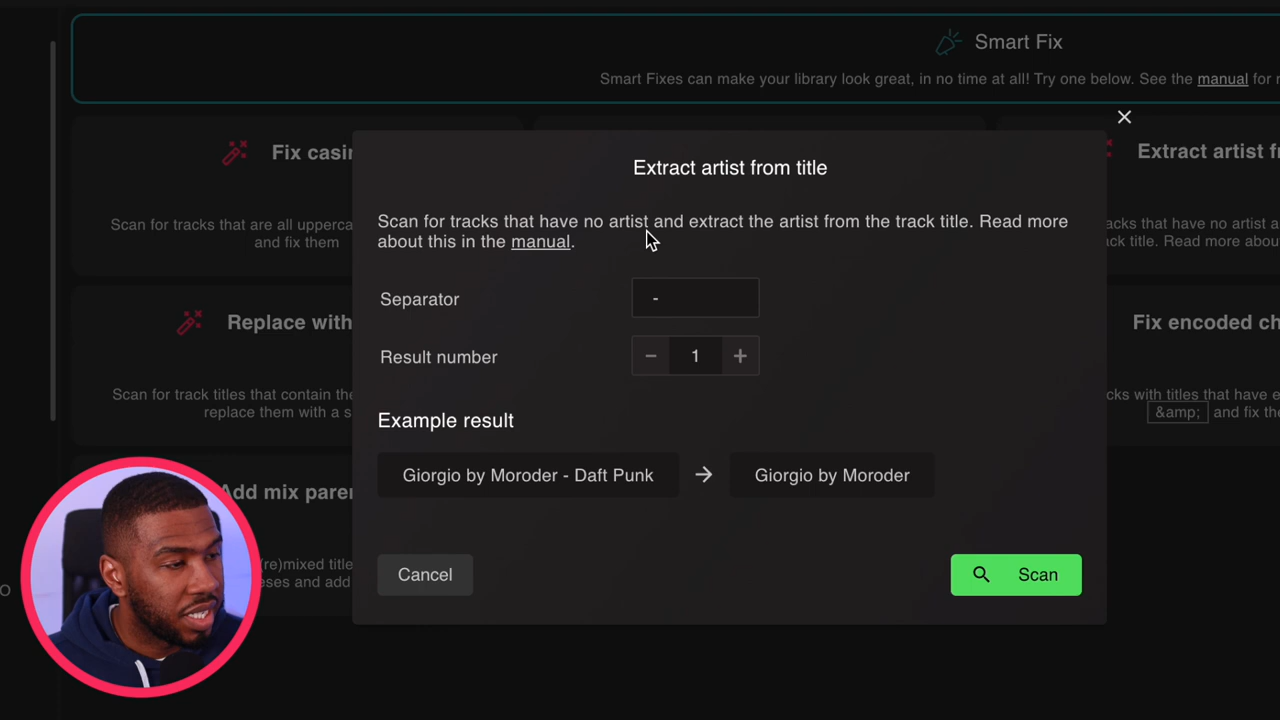 Smart Fix
Smart Fixes can make your library look great, in no time at all! Try one below. See the manual for
Fix casin
Extract artist f
Scan for tracks that are all upperca
and fix them
cks that have no artist a
ck title. Read more abou
Extract artist from title
Scan for tracks that have no artist and extract the artist from the track title. Read more
about this in the manual.
Separator
-
Result number
− 1 +
Example result
Giorgio by Moroder - Daft Punk → Giorgio by Moroder
Cancel
Scan
Replace with
Scan for track titles that contain the
replace them with a s
Fix encoded ch
cks with titles that have e
&amp; and fix the
Add mix paren
(re)mixed title
eses and add